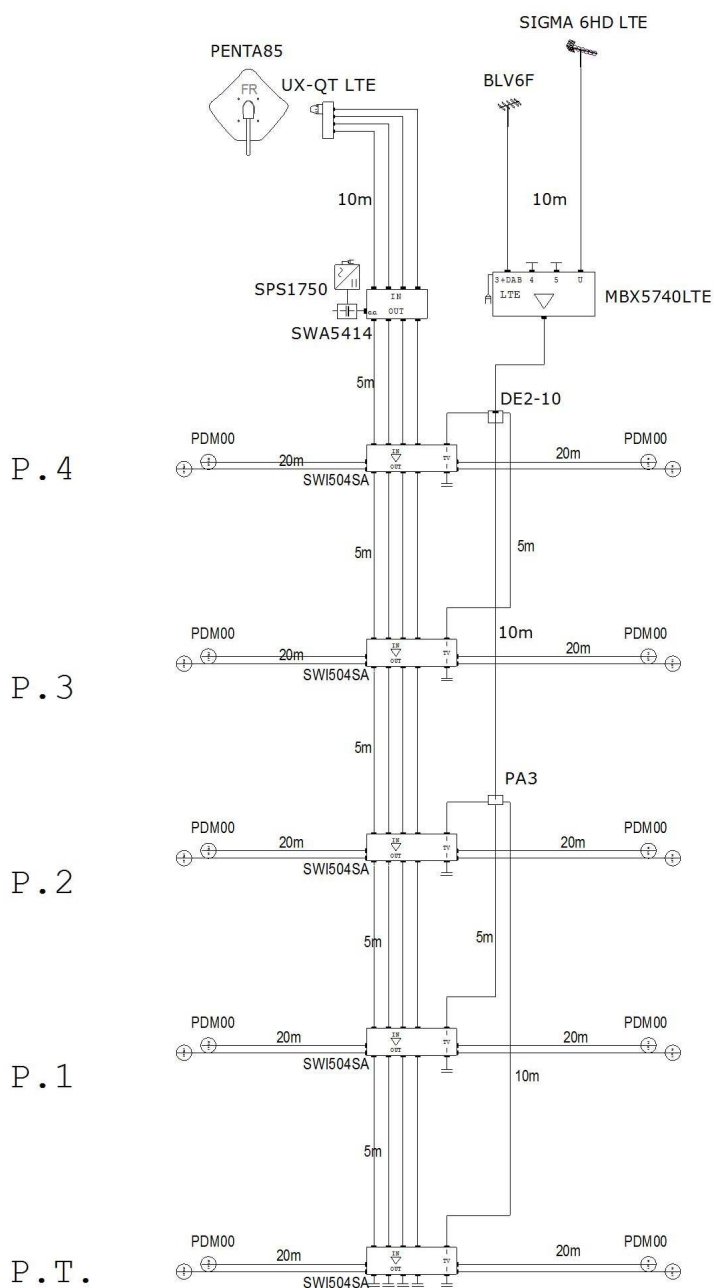 SIGMA 6HD LTE
PENTA85
FR
UX-QT LTE
BLV6F
10m
10m
SPS1750
SWA5414
c.c.
IN
OUT
3+DAB 4 5 U
LTE
MBX5740LTE
5m
DE2-10
P.4
PDM00
20m
IN
OUT
TV
SWI504SA
20m
PDM00
5m
5m
P.3
PDM00
20m
IN
OUT
TV
SWI504SA
10m
20m
PDM00
5m
PA3
P.2
PDM00
20m
IN
OUT
TV
SWI504SA
20m
PDM00
5m
5m
P.1
PDM00
20m
IN
OUT
TV
SWI504SA
20m
PDM00
10m
5m
P.T.
PDM00
20m
IN
OUT
TV
SWI504SA
20m
PDM00